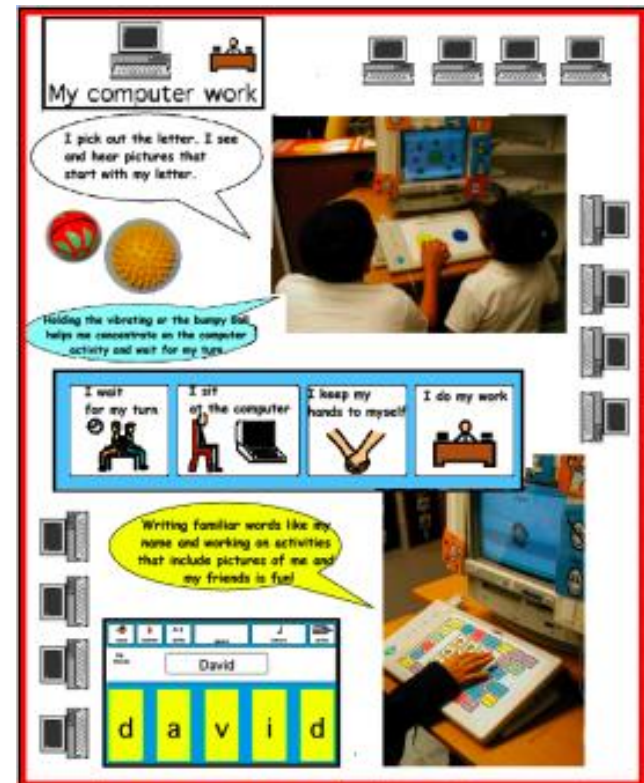 My computer work
I pick out the letter. I see
and hear pictures that
start with my letter.
Holding the vibrating or the bumpy Ball
helps me concentrate on the computer
activity and wait for my turn.
I wait
for my turn
I sit
at the computer
I keep my
hands to myself
I do my work
Writing familiar words like my
name and working on activities
that include pictures of me and
my friends is fun!
David
d a v i d